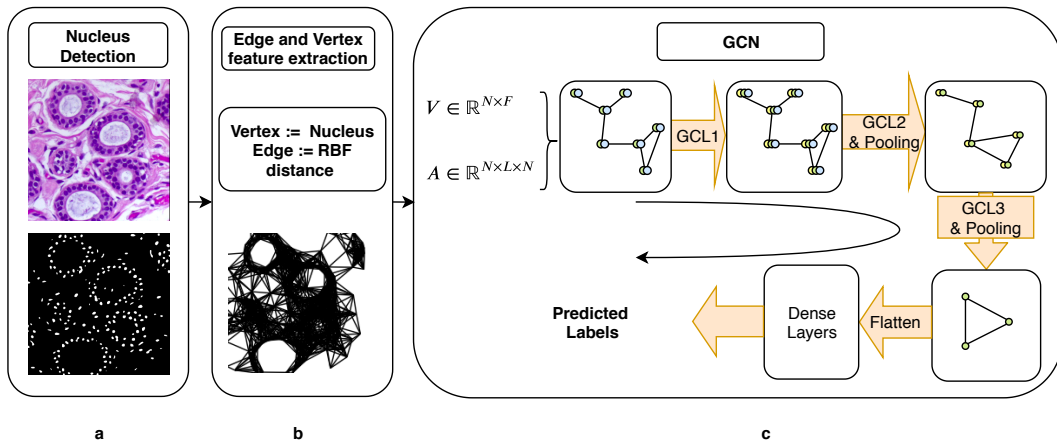 Nucleus
Detection
Edge and Vertex
feature extraction
Vertex := Nucleus
Edge := RBF
distance
GCN
V ∈ ℝ^{N×F}
A ∈ ℝ^{N×L×N}
GCL1
GCL2
& Pooling
GCL3
& Pooling
Flatten
Dense
Layers
Predicted
Labels
a
b
c